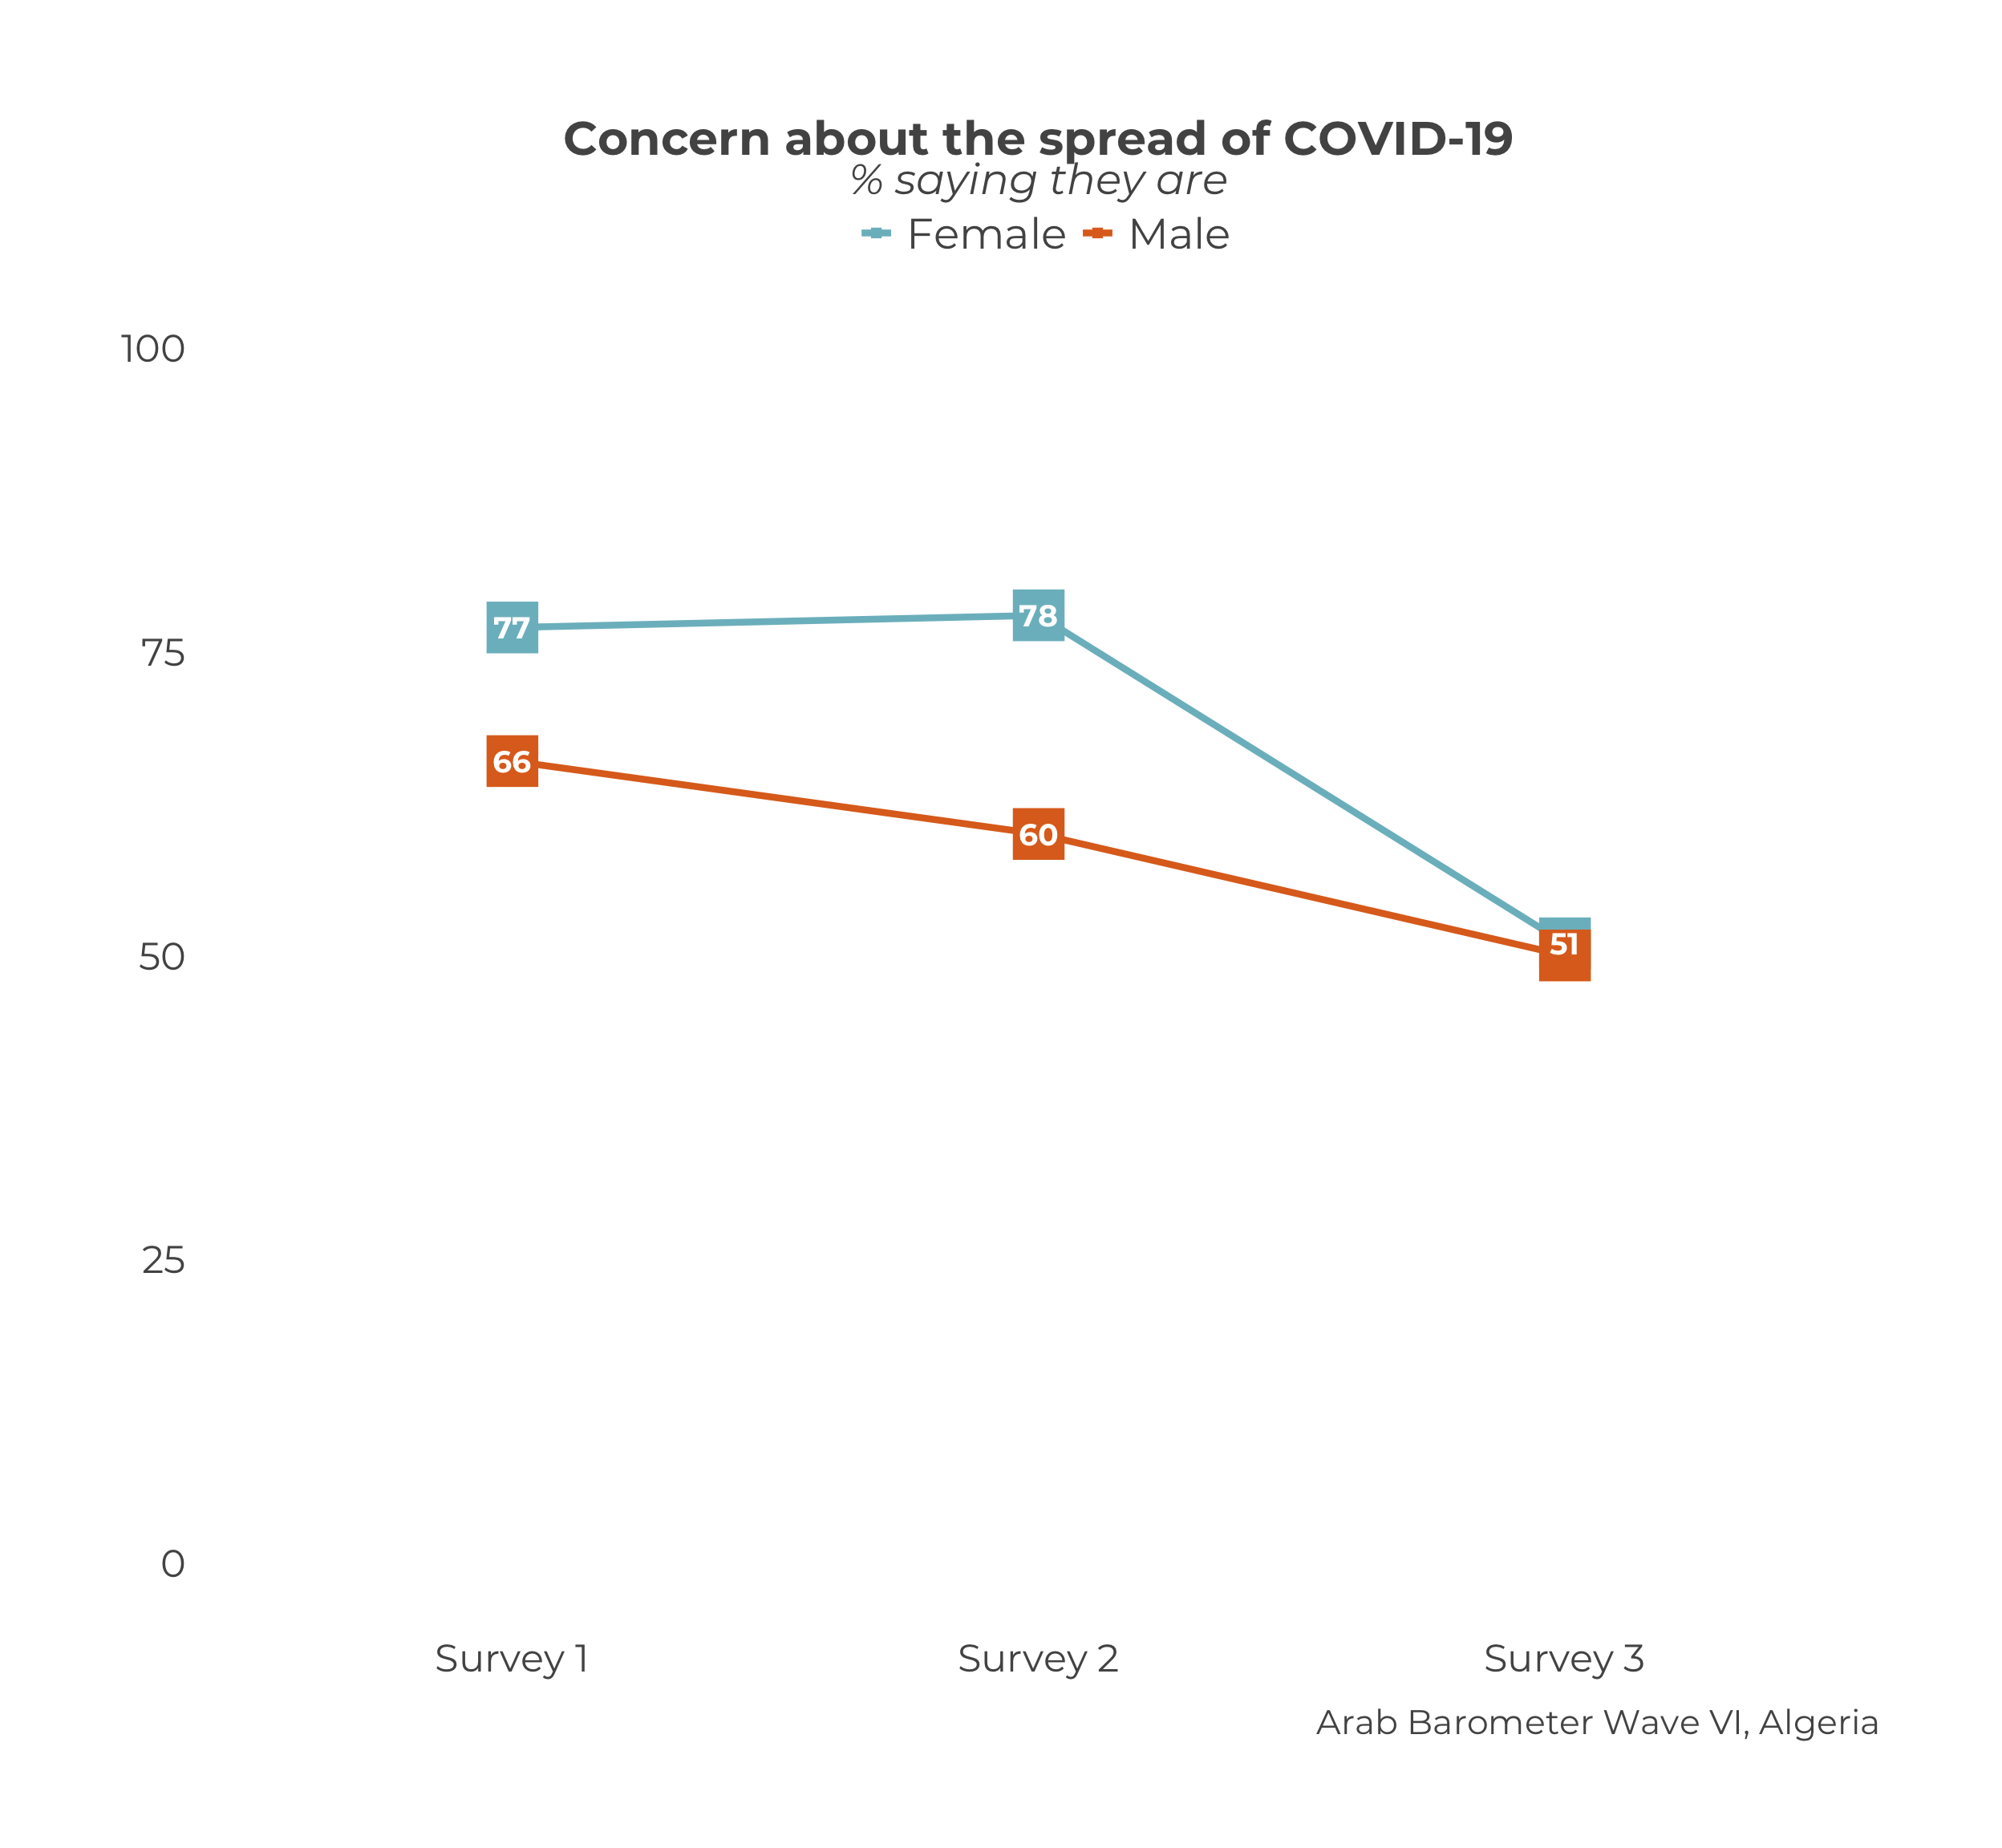 Concern about the spread of COVID-19
% saying they are
Female Male
100
75
50
25
0
77
78
66
60
51
Survey 1 Survey 2 Survey 3
Arab Barometer Wave VI, Algeria